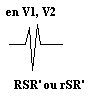 en V1, V2
RSR' ou rSR'